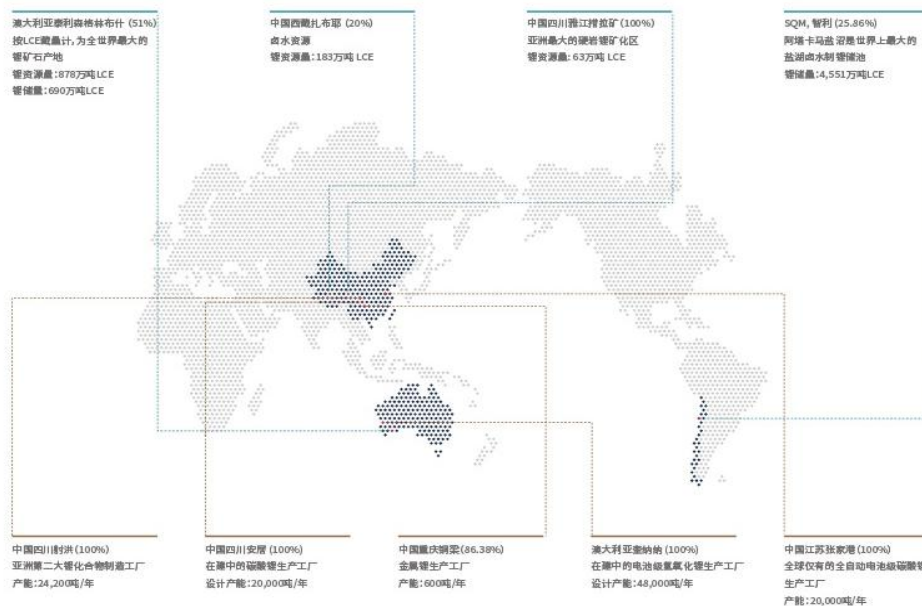 澳大利亚泰利森格林布什 (51%)
按LCE藏量计, 为全世界最大的
锂矿石产地
锂资源量:878万吨LCE
锂储量:690万吨LCE
中国西藏扎布耶 (20%)
卤水资源
锂资源量:183万吨 LCE
中国四川雅江措拉矿(100%)
亚洲最大的硬岩锂矿化区
锂资源量: 63万吨 LCE
SQM, 智利 (25.86%)
阿塔卡马盐沼是世界上最大的
盐湖卤水制锂储池
锂储量:4,551万吨LCE
中国四川射洪(100%)
亚洲第二大锂化合物制造工厂
产能:24,200吨/年
中国四川安居 (100%)
在建中的碳酸锂生产工厂
设计产能:20,000吨/年
中国重庆铜梁(86.38%)
金属锂生产工厂
产能:600吨/年
澳大利亚奎纳纳 (100%)
在建中的电池级氢氧化锂生产工厂
设计产能:48,000吨/年
中国江苏张家港(100%)
全球仅有的全自动电池级碳酸锂
生产工厂
产能:20,000吨/年